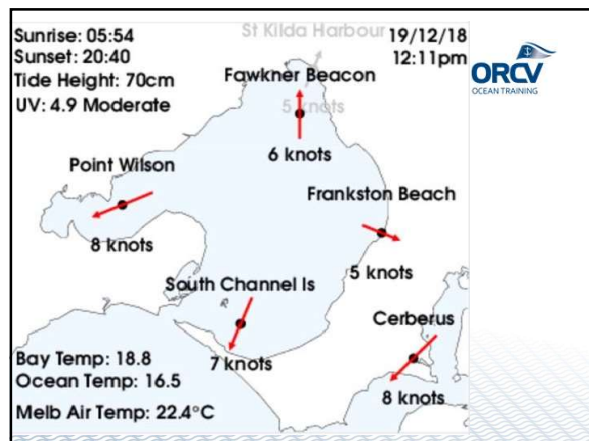 Sunrise: 05:54
Sunset: 20:40
Tide Height: 70cm
UV: 4.9 Moderate
St Kilda Harbour
19/12/18
12:11pm
ORCV
OCEAN TRAINING
Fawkner Beacon
5 knots
6 knots
Point Wilson
8 knots
Frankston Beach
5 knots
South Channel Is
7 knots
Cerberus
8 knots
Bay Temp: 18.8
Ocean Temp: 16.5
Melb Air Temp: 22.4°C